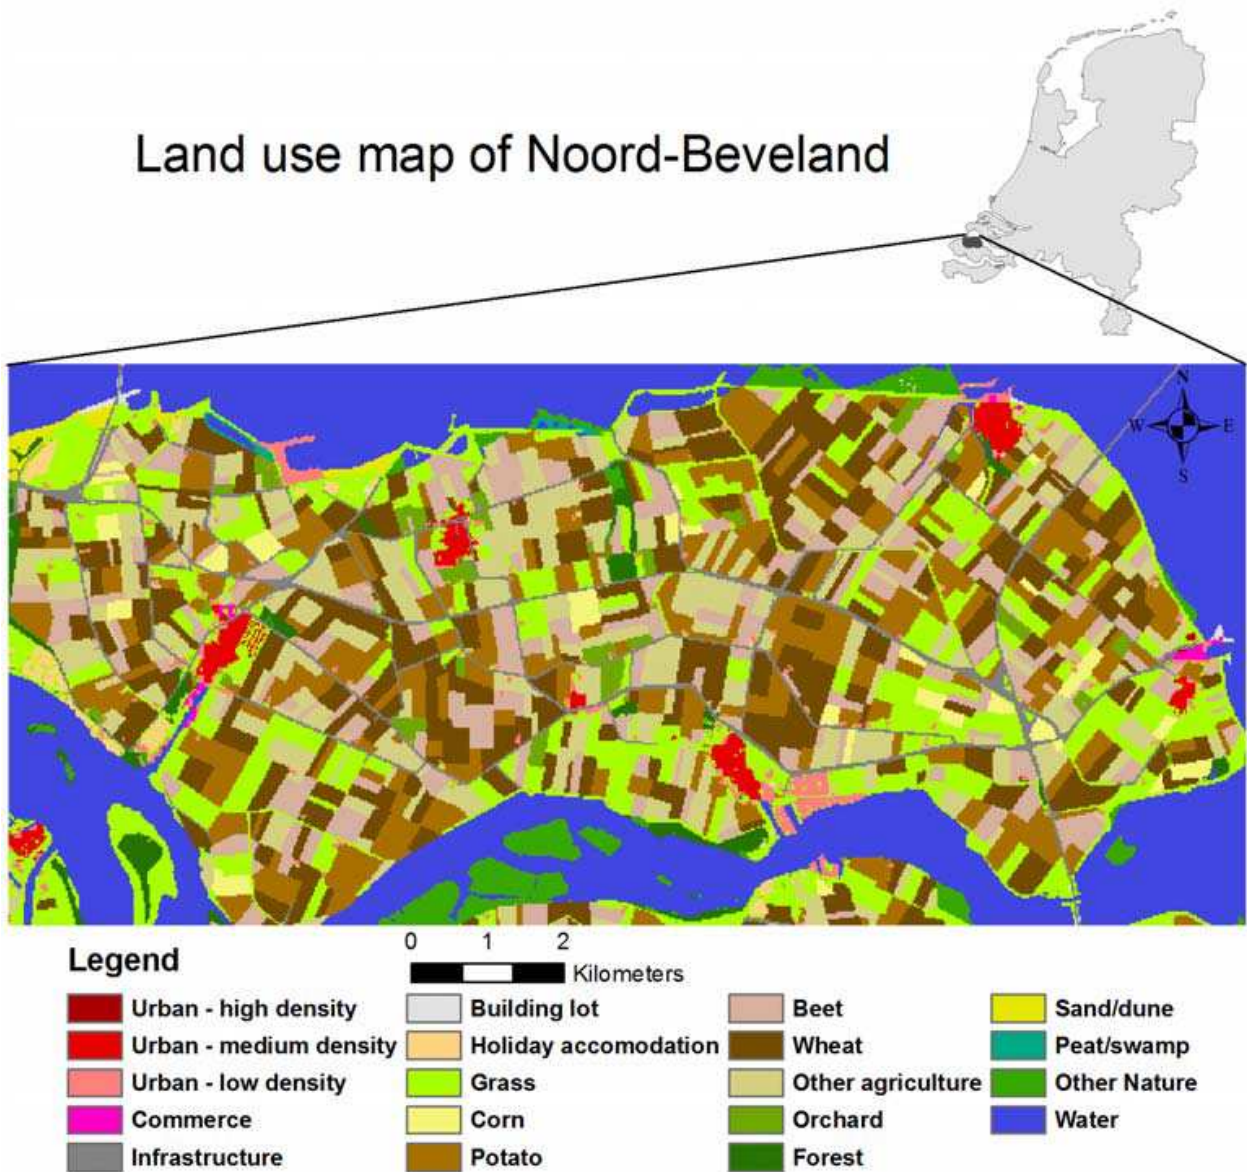 Land use map of Noord-Beveland
N
W E
S
0 1 2
Kilometers
Legend
Urban - high density
Urban - medium density
Urban - low density
Commerce
Infrastructure
Building lot
Holiday accomodation
Grass
Corn
Potato
Beet
Wheat
Other agriculture
Orchard
Forest
Sand/dune
Peat/swamp
Other Nature
Water